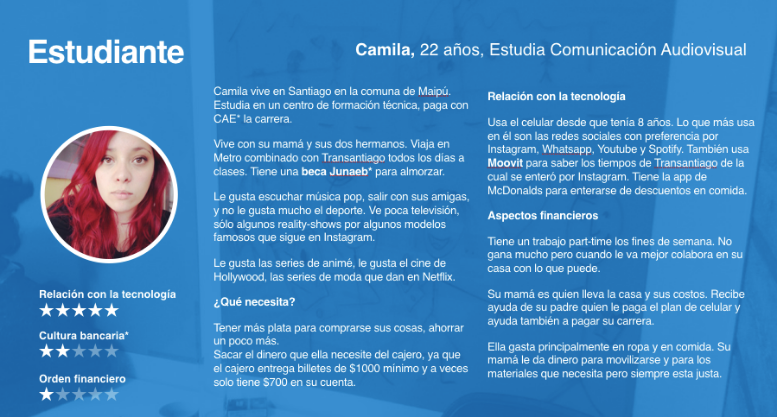 Estudiante
Camila, 22 años, Estudia Comunicación Audiovisual
Camila vive en Santiago en la comuna de Maipú.
Estudia en un centro de formación técnica, paga con
CAE* la carrera.
Vive con su mamá y sus dos hermanos. Viaja en
Metro combinado con Transantiago todos los días a
clases. Tiene una beca Junaeb* para almorzar.
Le gusta escuchar música pop, salir con sus amigas,
y no le gusta mucho el deporte. Ve poca televisión,
sólo algunos reality-shows por algunos modelos
famosos que sigue en Instagram.
Le gusta las series de animé, le gusta el cine de
Hollywood, las series de moda que dan en Netflix.
¿Qué necesita?
Tener más plata para comprarse sus cosas, ahorrar
un poco más.
Sacar el dinero que ella necesite del cajero, ya que
el cajero entrega billetes de $1000 mínimo y a veces
solo tiene $700 en su cuenta.
Relación con la tecnología
Usa el celular desde que tenía 8 años. Lo que más usa
en él son las redes sociales con preferencia por
Instagram, Whatsapp, Youtube y Spotify. También usa
Moovit para saber los tiempos de Transantiago de la
cual se enteró por Instagram. Tiene la app de
McDonalds para enterarse de descuentos en comida.
Aspectos financieros
Tiene un trabajo part-time los fines de semana. No
gana mucho pero cuando le va mejor colabora en su
casa con lo que puede.
Su mamá es quien lleva la casa y sus costos. Recibe
ayuda de su padre quien le paga el plan de celular y
ayuda también a pagar su carrera.
Ella gasta principalmente en ropa y en comida. Su
mamá le da dinero para movilizarse y para los
materiales que necesita pero siempre esta justa.
Relación con la tecnología
Cultura bancaria*
Orden financiero